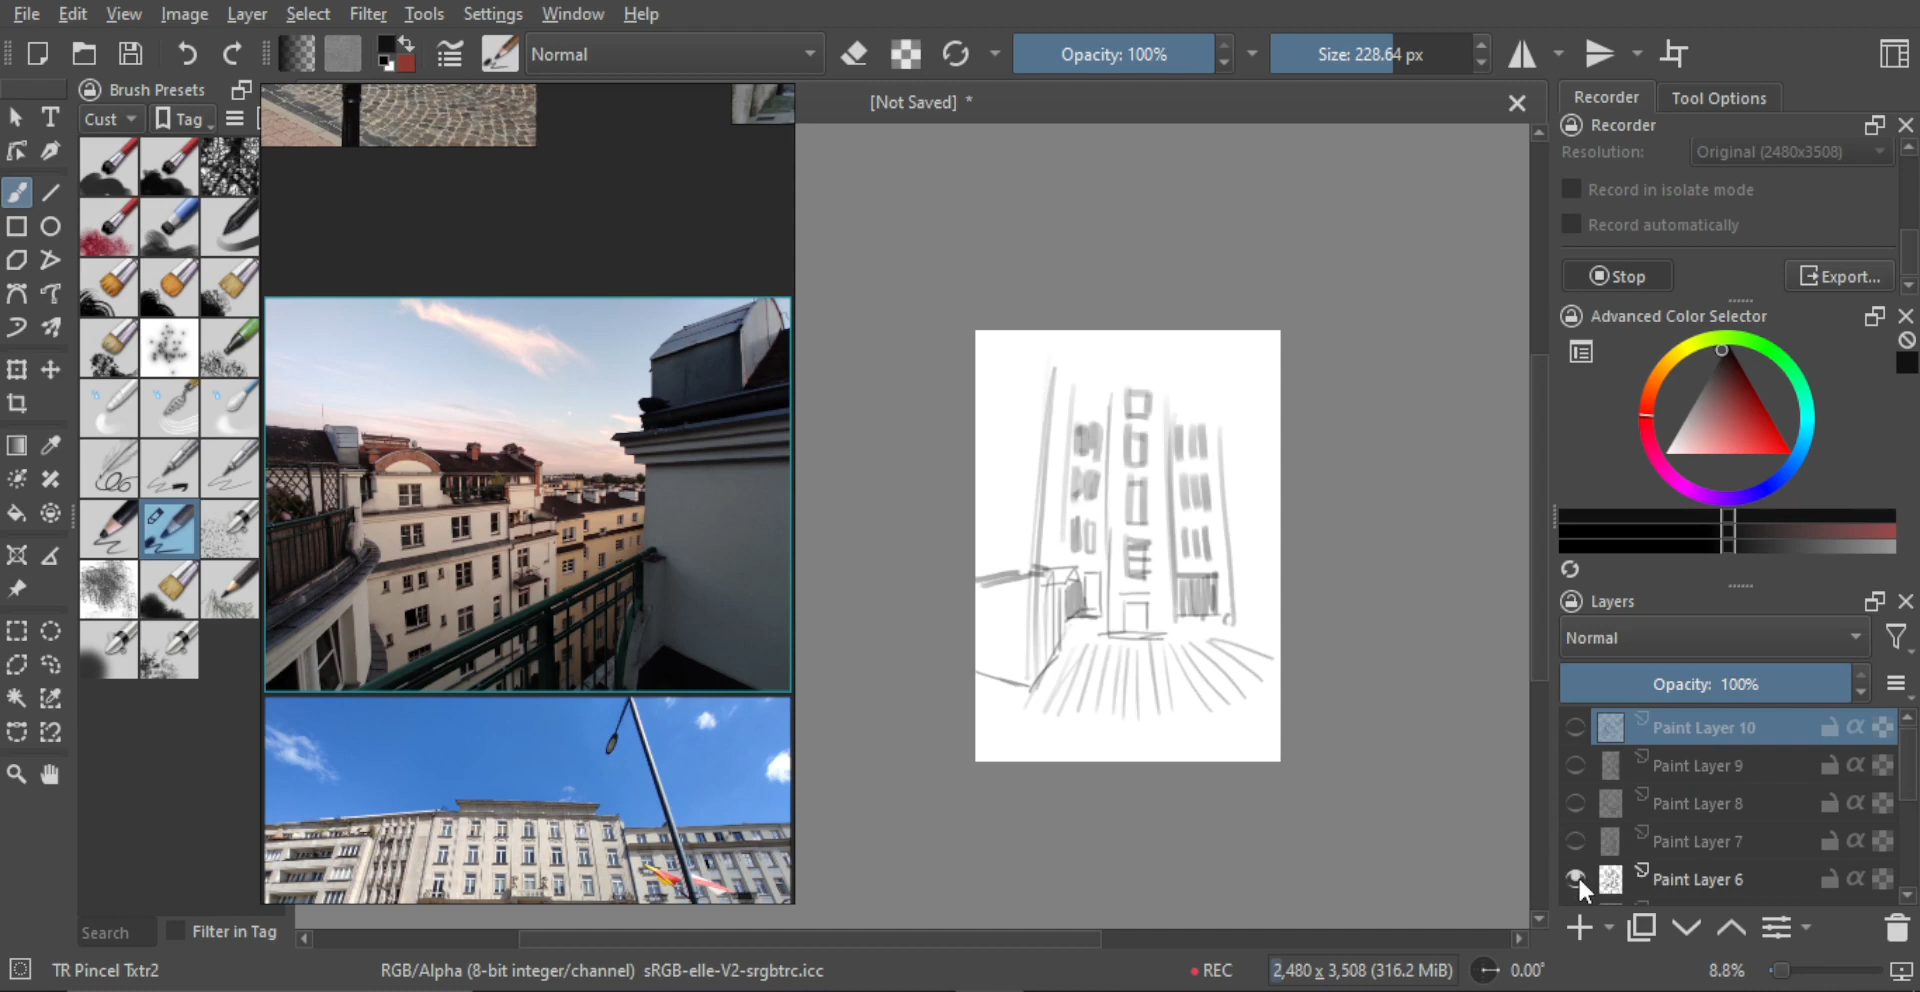 File Edit View Image Layer Select Filter Tools Settings Window Help
Normal Opacity: 100% Size: 228.64 px
Brush Presets
Cust Tag
[Not Saved] *
Recorder Tool Options
Recorder
Resolution: Original (2480x3508)
Record in isolate mode
Record automatically
Stop Export...
Advanced Color Selector
Layers
Normal
Opacity: 100%
Paint Layer 10
Paint Layer 9
Paint Layer 8
Paint Layer 7
Paint Layer 6
Search Filter in Tag
TR Pincel Txtr2 RGB/Alpha (8-bit integer/channel) sRGB-elle-V2-srgbtrc.icc REC 2,480 x 3,508 (316.2 MiB) 0.00° 8.8%